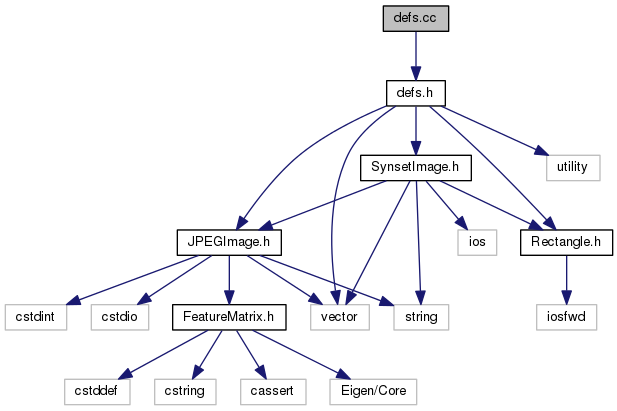 defs.cc
defs.h
SynsetImage.h
utility
JPEGImage.h
ios
Rectangle.h
cstdint
cstdio
FeatureMatrix.h
vector
string
iosfwd
cstddef
cstring
cassert
Eigen/Core